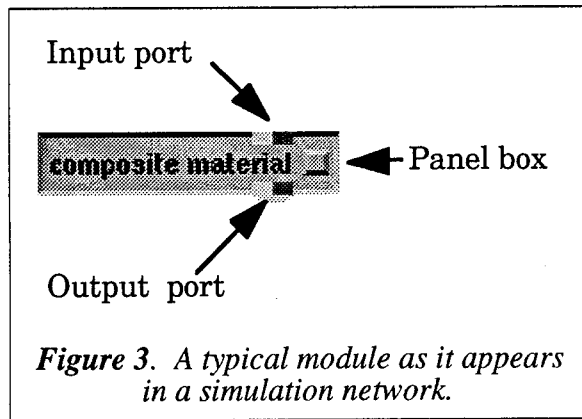 Input port
composite material
Panel box
Output port
Figure 3. A typical module as it appears
in a simulation network.